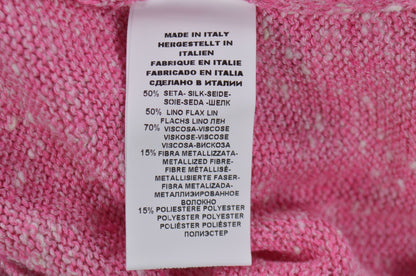 MADE IN ITALY
HERGESTELLT IN
ITALIEN
FABRIQUE EN ITALIE
FABRICADO EN ITALIA
СДЕЛАНО В ИТАЛИИ
50% SETA- SILK-SEIDE-
SOIE-SEDA -ШЕЛК
50% LINO FLAX LIN
FLACHS LINO ЛЕН
70% VISCOSA-VISCOSE
VISKOSE-VISCOSE
VISCOSA-ВИСКОЗА
15% FIBRA METALLIZZATA-
METALLIZED FIBRE-
FIBRE MÉTALLISÉ-
METALLISIERTE FASER-
FIBRA METALIZADA-
МЕТАЛЛИЗИРОВАННОЕ
ВОЛОКНО
15% POLIESTERE POLYESTER
POLYESTER POLYESTER
POLIÉSTER POLIESTER
ПОЛИЭСТЕР